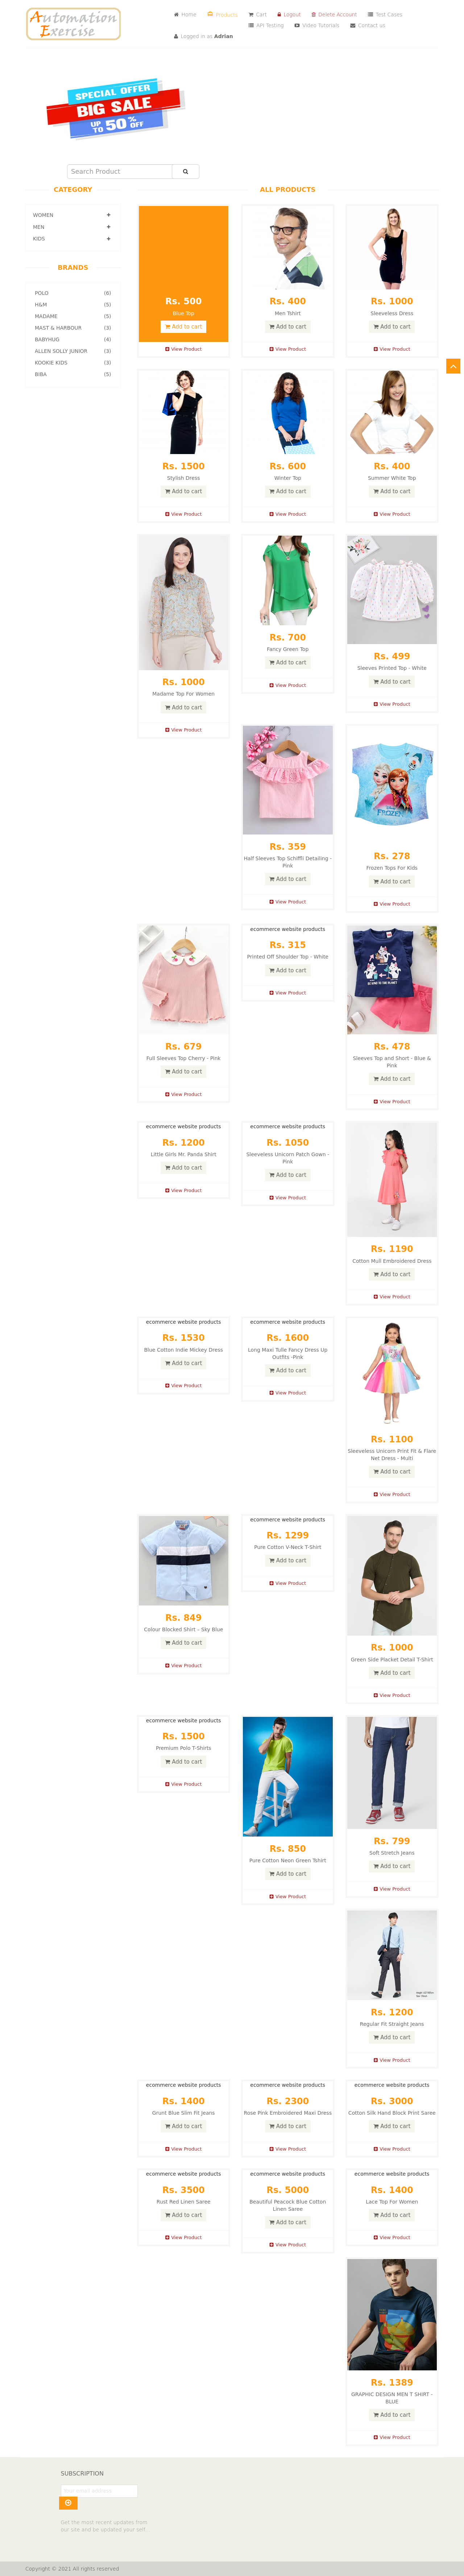 Automation
Exercise
Home
Products
Cart
Logout
Delete Account
Test Cases
API Testing
Video Tutorials
Contact us
Logged in as Adrian
SPECIAL OFFER
BIG SALE
UP TO 50% OFF
Search Product
CATEGORY
WOMEN
MEN
KIDS
BRANDS
POLO (6)
H&M (5)
MADAME (5)
MAST & HARBOUR (3)
BABYHUG (4)
ALLEN SOLLY JUNIOR (3)
KOOKIE KIDS (3)
BIBA (5)
ALL PRODUCTS
Rs. 500
Blue Top
Add to cart
View Product
Rs. 400
Men Tshirt
Add to cart
View Product
Rs. 1000
Sleeveless Dress
Add to cart
View Product
Rs. 1500
Stylish Dress
Add to cart
View Product
Rs. 600
Winter Top
Add to cart
View Product
Rs. 400
Summer White Top
Add to cart
View Product
Rs. 1000
Madame Top For Women
Add to cart
View Product
Rs. 700
Fancy Green Top
Add to cart
View Product
Rs. 499
Sleeves Printed Top - White
Add to cart
View Product
Rs. 359
Half Sleeves Top Schiffli Detailing -
Pink
Add to cart
View Product
FROZEN
Rs. 278
Frozen Tops For Kids
Add to cart
View Product
Rs. 679
Full Sleeves Top Cherry - Pink
Add to cart
View Product
ecommerce website products
Rs. 315
Printed Off Shoulder Top - White
Add to cart
View Product
Rs. 478
Sleeves Top and Short - Blue &
Pink
Add to cart
View Product
ecommerce website products
Rs. 1200
Little Girls Mr. Panda Shirt
Add to cart
View Product
ecommerce website products
Rs. 1050
Sleeveless Unicorn Patch Gown -
Pink
Add to cart
View Product
Rs. 1190
Cotton Mull Embroidered Dress
Add to cart
View Product
ecommerce website products
Rs. 1530
Blue Cotton Indie Mickey Dress
Add to cart
View Product
ecommerce website products
Rs. 1600
Long Maxi Tulle Fancy Dress Up
Outfits -Pink
Add to cart
View Product
Rs. 1100
Sleeveless Unicorn Print Fit & Flare
Net Dress - Multi
Add to cart
View Product
Rs. 849
Colour Blocked Shirt – Sky Blue
Add to cart
View Product
ecommerce website products
Rs. 1299
Pure Cotton V-Neck T-Shirt
Add to cart
View Product
Rs. 1000
Green Side Placket Detail T-Shirt
Add to cart
View Product
ecommerce website products
Rs. 1500
Premium Polo T-Shirts
Add to cart
View Product
Rs. 850
Pure Cotton Neon Green Tshirt
Add to cart
View Product
Rs. 799
Soft Stretch Jeans
Add to cart
View Product
Rs. 1200
Regular Fit Straight Jeans
Add to cart
View Product
ecommerce website products
Rs. 1400
Grunt Blue Slim Fit Jeans
Add to cart
View Product
ecommerce website products
Rs. 2300
Rose Pink Embroidered Maxi Dress
Add to cart
View Product
ecommerce website products
Rs. 3000
Cotton Silk Hand Block Print Saree
Add to cart
View Product
ecommerce website products
Rs. 3500
Rust Red Linen Saree
Add to cart
View Product
ecommerce website products
Rs. 5000
Beautiful Peacock Blue Cotton
Linen Saree
Add to cart
View Product
ecommerce website products
Rs. 1400
Lace Top For Women
Add to cart
View Product
Rs. 1389
GRAPHIC DESIGN MEN T SHIRT -
BLUE
Add to cart
View Product
SUBSCRIPTION
Your email address
Get the most recent updates from
our site and be updated your self...
Copyright © 2021 All rights reserved